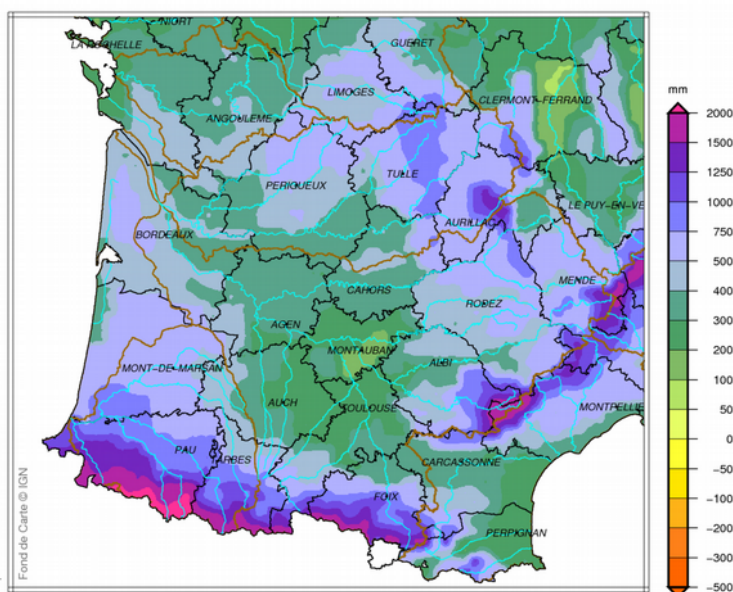 NIORT
LA ROCHELLE
GUERET
LIMOGES
CLERMONT-FERRAND
ANGOULEME
TULLE
PERIGUEUX
LE PUY-EN-VE
AURILLAC
BORDEAUX
MENDE
CAHORS
RODEZ
AGEN
MONTAUBAN
ALBI
MONT-DE-MARSAN
AUCH
TOULOUSE
MONTPELLIE
PAU
TARBES
CARCASSONNE
FOIX
PERPIGNAN
Fond de Carte © IGN
mm
2000
1500
1250
1000
750
500
400
300
200
100
50
0
-50
-100
-200
-300
-500